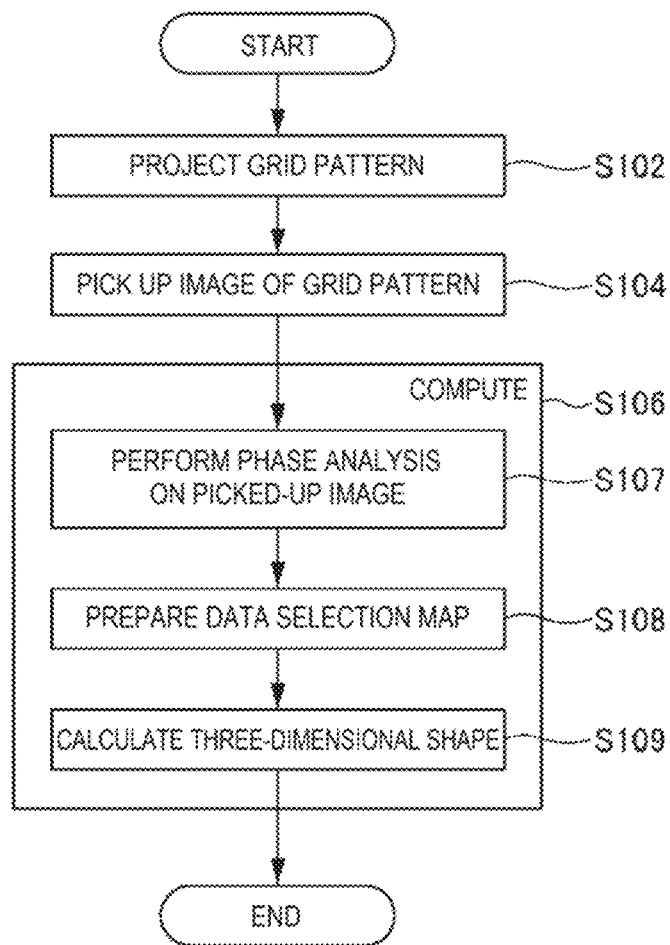 START
PROJECT GRID PATTERN
S102
PICK UP IMAGE OF GRID PATTERN
S104
COMPUTE
S106
PERFORM PHASE ANALYSIS
ON PICKED-UP IMAGE
S107
PREPARE DATA SELECTION MAP
S108
CALCULATE THREE-DIMENSIONAL SHAPE
S109
END